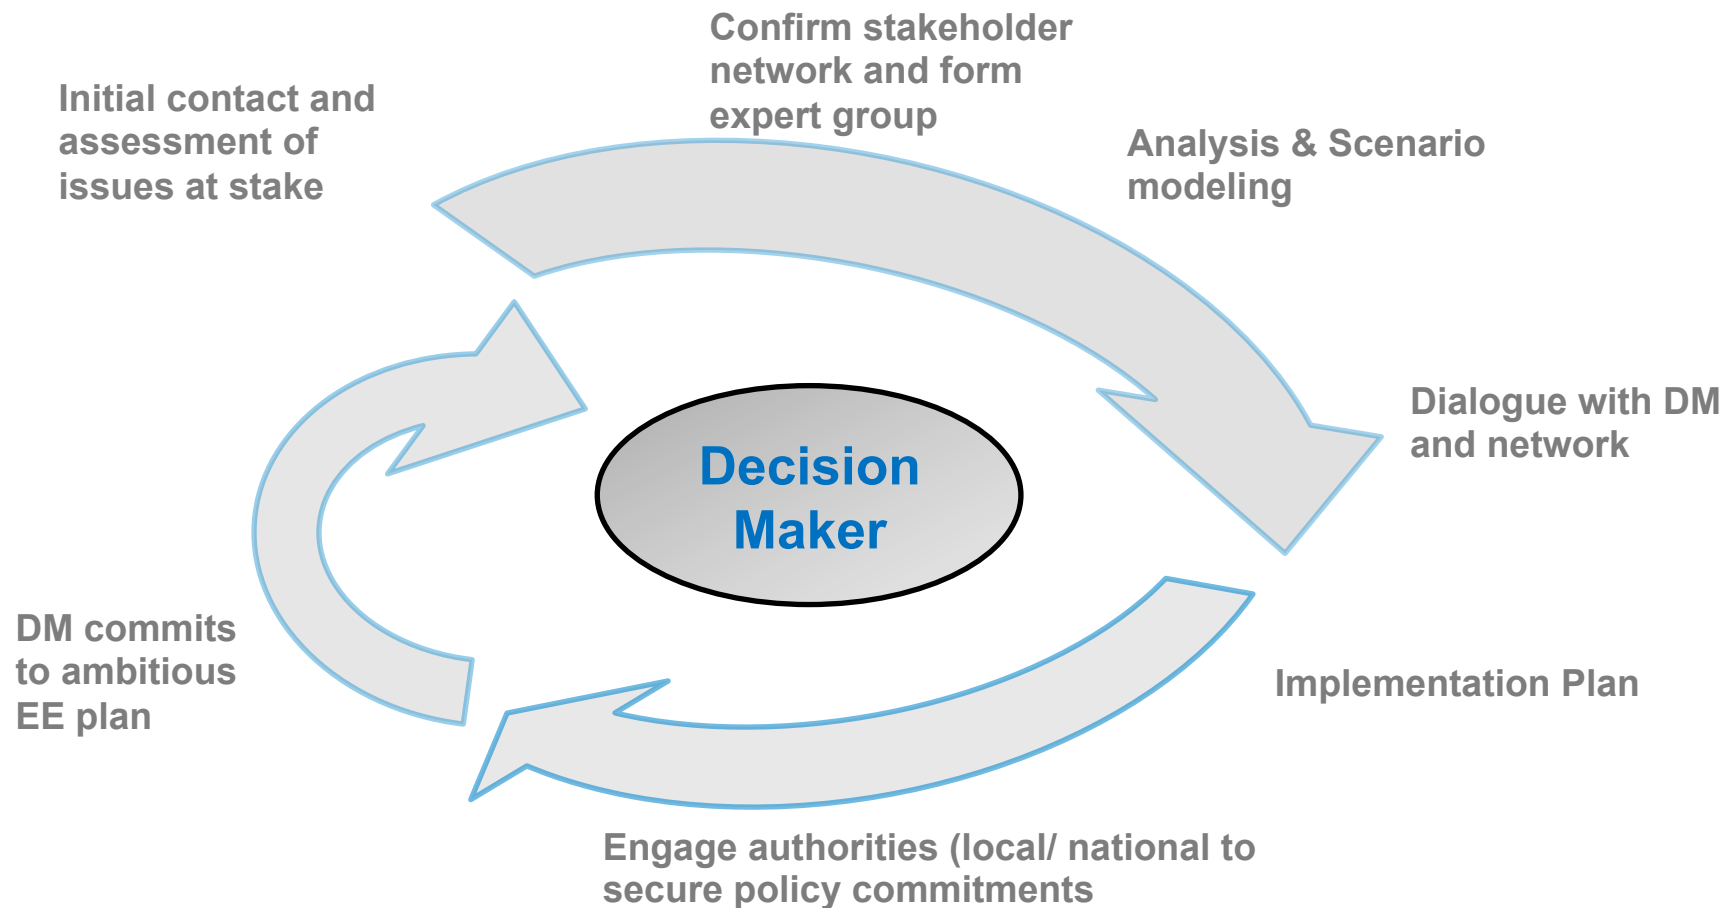 Confirm stakeholder
network and form
expert group
Initial contact and
assessment of
issues at stake
Analysis & Scenario
modeling
Dialogue with DM
and network
Decision
Maker
DM commits
to ambitious
EE plan
Implementation Plan
Engage authorities (local/ national to
secure policy commitments